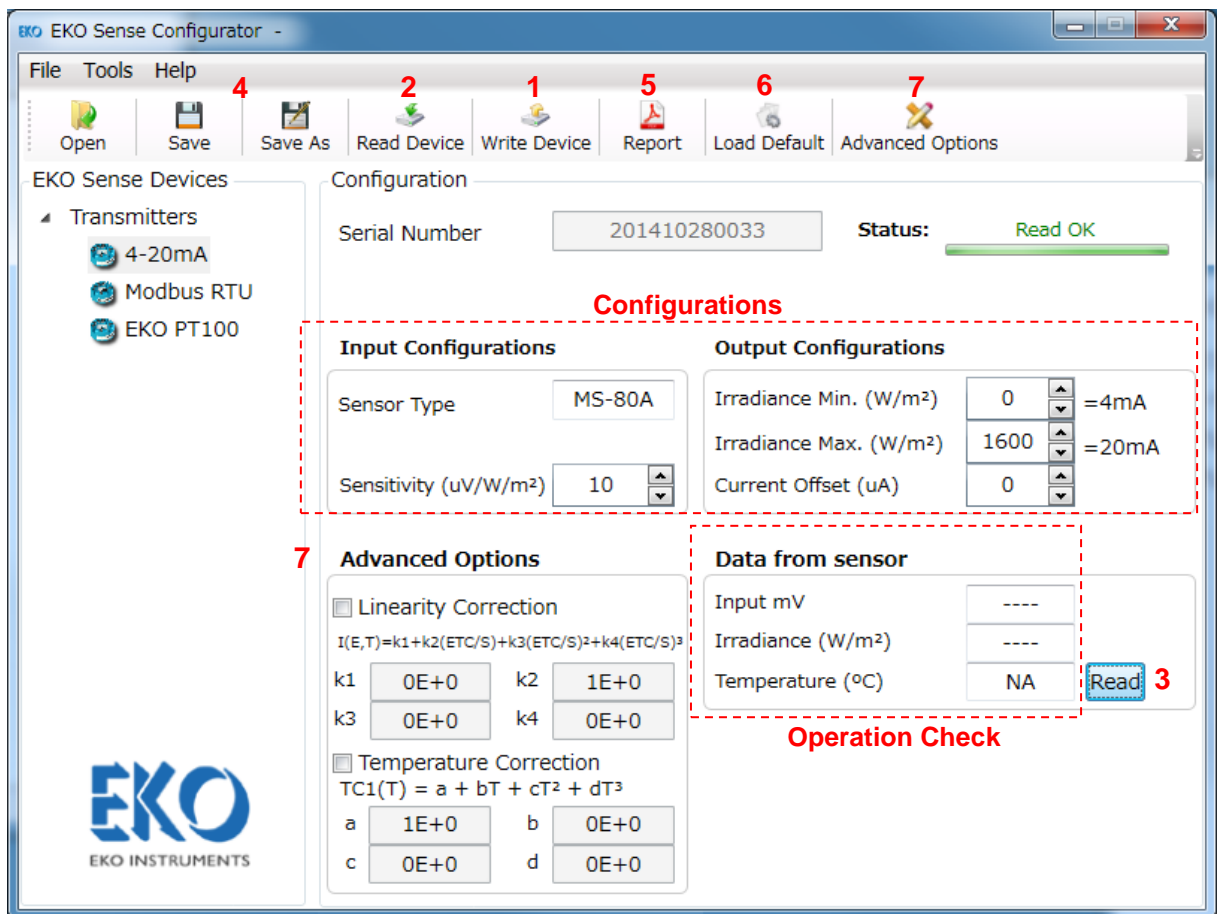 EKO EKO Sense Configurator -
X
File Tools Help
4 2 1 5 6 7
Open Save Save As Read Device Write Device Report Load Default Advanced Options
EKO Sense Devices
Transmitters
4-20mA
Modbus RTU
EKO PT100
Configuration
Serial Number 201410280033 Status: Read OK
Configurations
Input Configurations
Sensor Type MS-80A
Sensitivity (uV/W/m²) 10
Output Configurations
Irradiance Min. (W/m²) 0 =4mA
Irradiance Max. (W/m²) 1600 =20mA
Current Offset (uA) 0
7 Advanced Options
Linearity Correction
I(E,T)=k1+k2(ETC/S)+k3(ETC/S)²+k4(ETC/S)³
k1 0E+0 k2 1E+0
k3 0E+0 k4 0E+0
Temperature Correction
TC1(T) = a + bT + cT² + dT³
a 1E+0 b 0E+0
c 0E+0 d 0E+0
Data from sensor
Input mV ----
Irradiance (W/m²) ----
Temperature (ºC) NA Read 3
Operation Check
EKO
EKO INSTRUMENTS